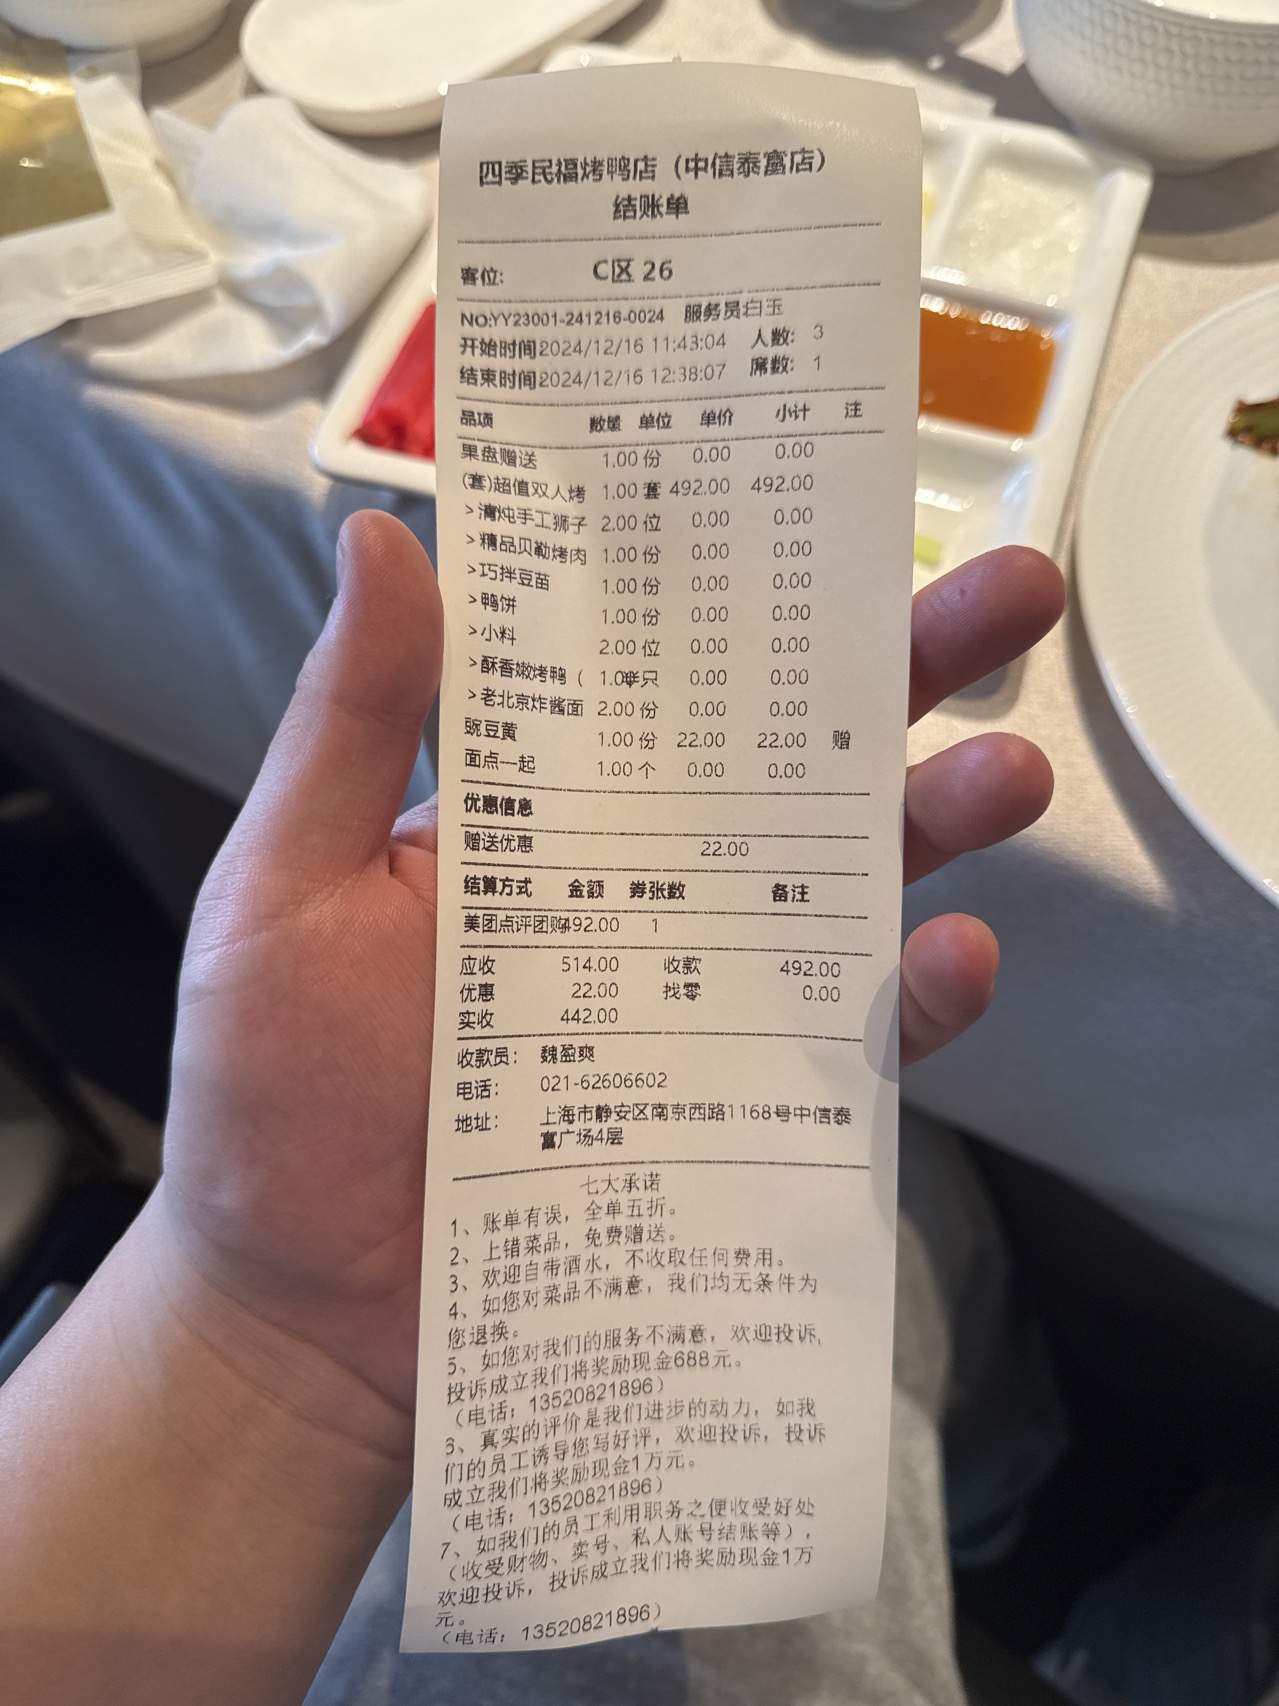 四季民福烤鸭店（中信泰富店）
结账单
客位: C区 26
NO:YY23001-241216-0024 服务员:白玉
开始时间 2024/12/16 11:43:04 人数: 3
结束时间 2024/12/16 12:38:07 席数: 1
品项 数量 单位 单价 小计 注
果盘赠送 1.00 份 0.00 0.00
(套)超值双人烤 1.00 套 492.00 492.00
>清炖手工狮子 2.00 位 0.00 0.00
>精品贝勒烤肉 1.00 份 0.00 0.00
>巧拌豆苗 1.00 份 0.00 0.00
>鸭饼 1.00 份 0.00 0.00
>小料 2.00 位 0.00 0.00
>酥香嫩烤鸭（ 1.00 半只 0.00 0.00
>老北京炸酱面 2.00 份 0.00 0.00
豌豆黄 1.00 份 22.00 22.00 赠
面点一起 1.00 个 0.00 0.00
优惠信息
赠送优惠 22.00
结算方式 金额 券张数 备注
美团点评团购 492.00 1
应收 514.00 收款 492.00
优惠 22.00 找零 0.00
实收 442.00
收款员: 魏盈爽
电话: 021-62606602
地址: 上海市静安区南京西路1168号中信泰
富广场4层
七大承诺
1、账单有误，全单五折。
2、上错菜品，免费赠送。
3、欢迎自带酒水，不收取任何费用。
4、如您对菜品不满意，我们均无条件为
您退换。
5、如您对我们的服务不满意，欢迎投诉,
投诉成立我们将奖励现金688元。
（电话：13520821896）
6、真实的评价是我们进步的动力，如我
们的员工诱导您写好评，欢迎投诉，投诉
成立我们将奖励现金1万元。
（电话：13520821896）
7、如我们的员工利用职务之便收受好处
（收受财物、卖号、私人账号结账等），
欢迎投诉，投诉成立我们将奖励现金1万
元。
（电话：13520821896）